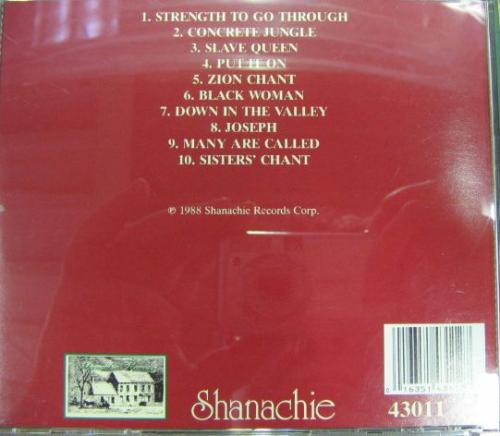 1. STRENGTH TO GO THROUGH
2. CONCRETE JUNGLE
3. SLAVE QUEEN
4. PUT IT ON
5. ZION CHANT
6. BLACK WOMAN
7. DOWN IN THE VALLEY
8. JOSEPH
9. MANY ARE CALLED
10. SISTERS' CHANT
℗ 1988 Shanachie Records Corp.
Shanachie
43011